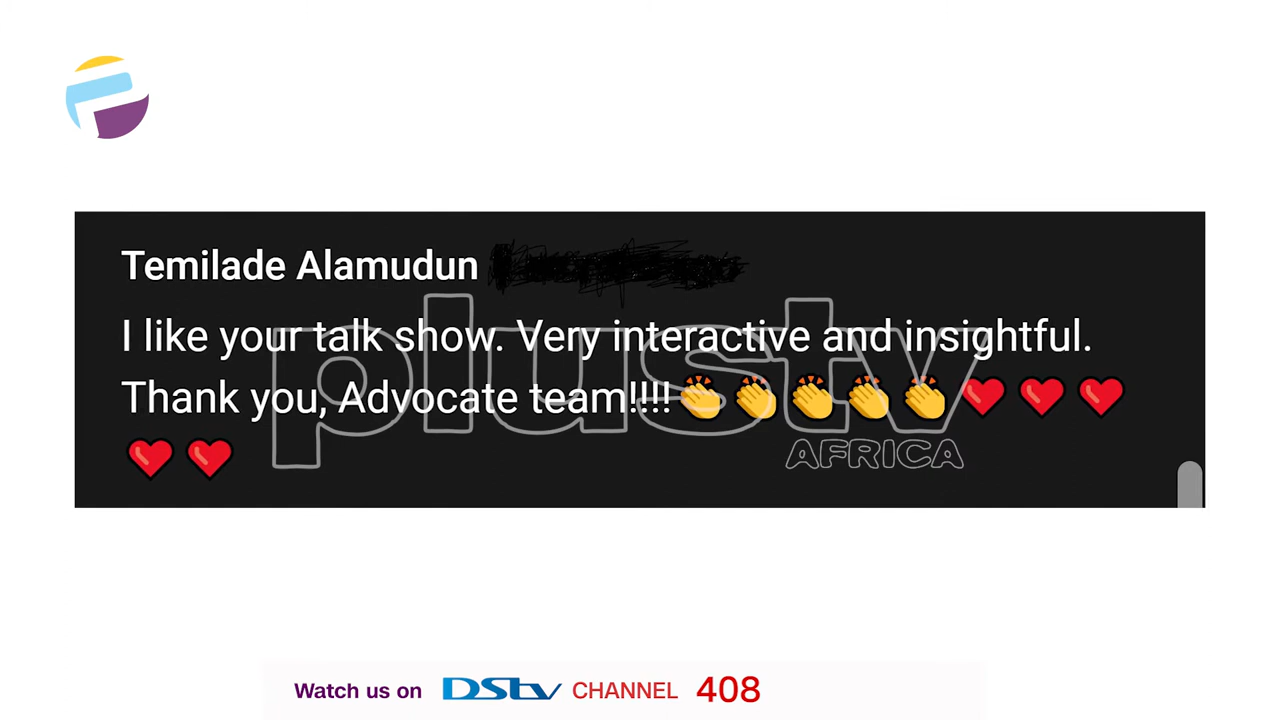 Temilade Alamudun
I like your talk show. Very interactive and insightful.
Thank you, Advocate team!!!!👏👏👏👏👏❤️❤️❤️
❤️❤️
plustv
AFRICA
Watch us on DStv CHANNEL 408